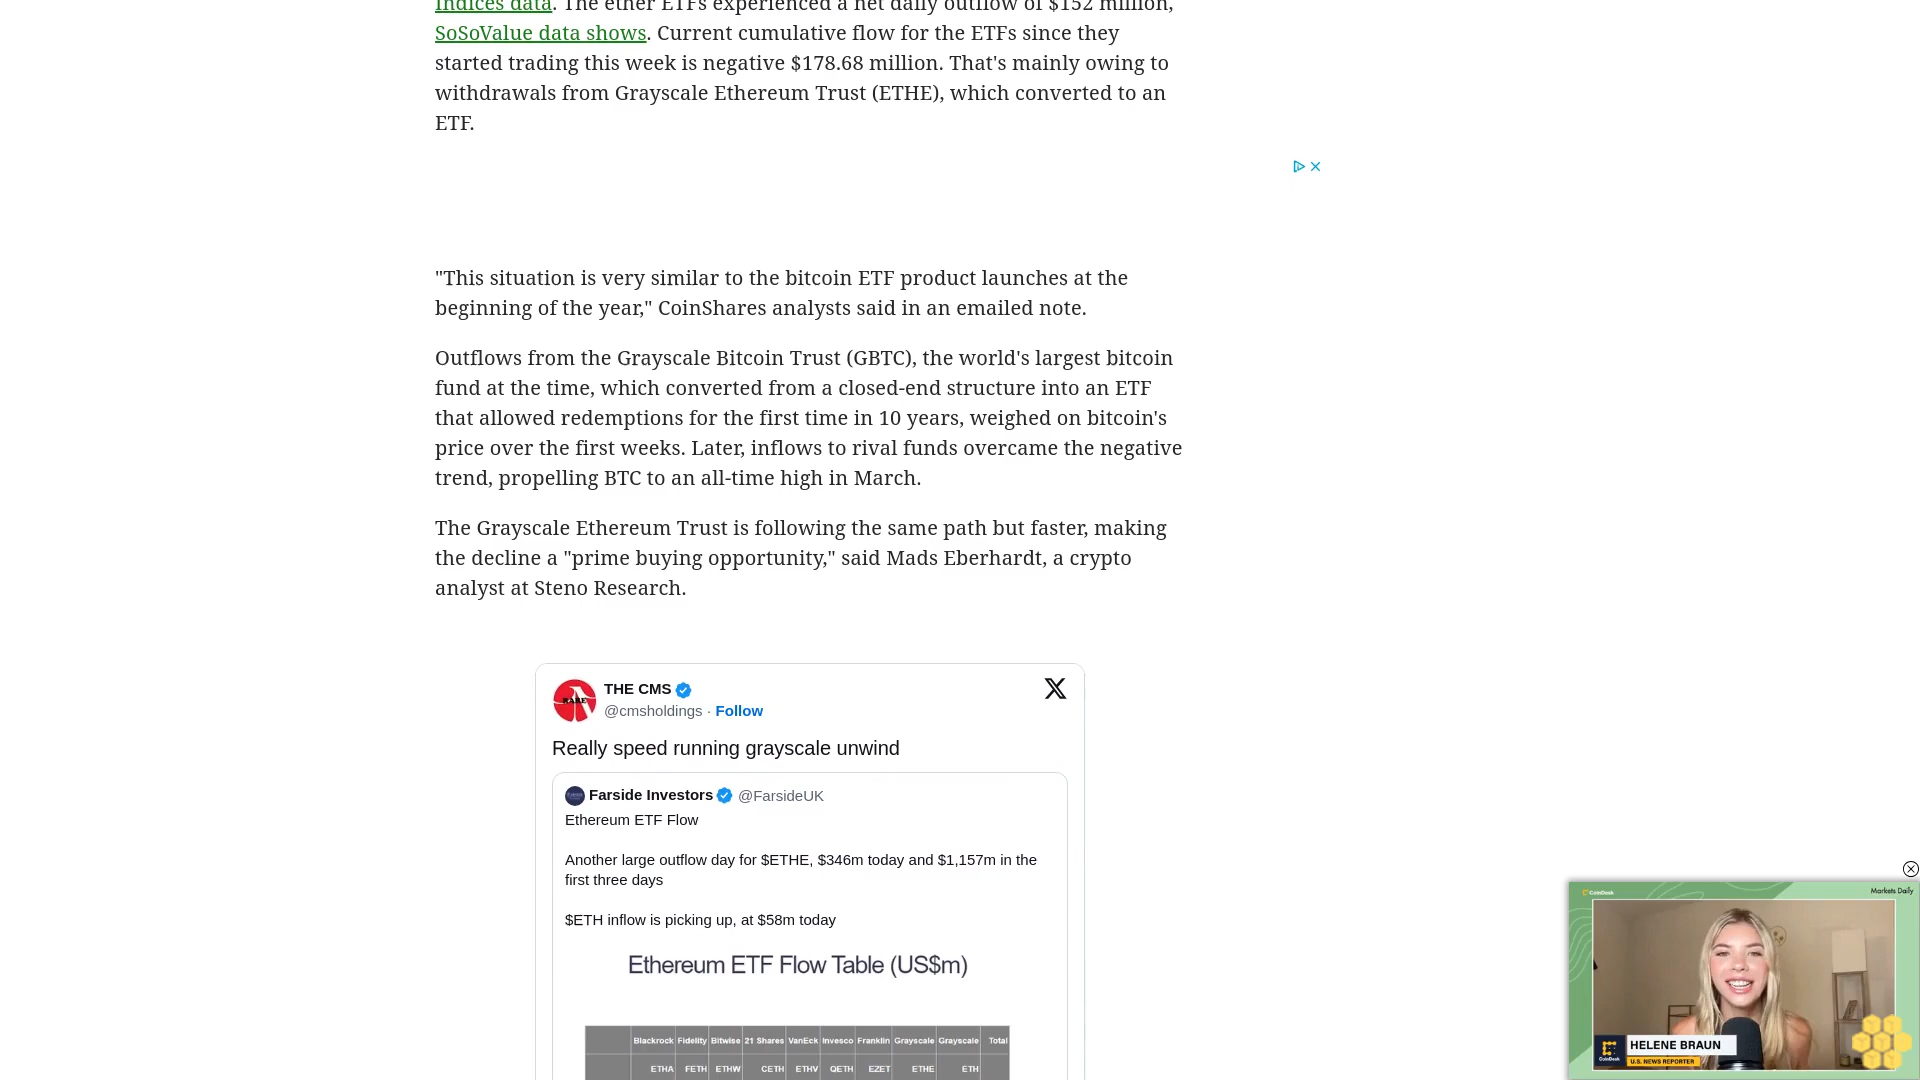 Indices data. The ether ETFs experienced a net daily outflow of $152 million,
SoSoValue data shows. Current cumulative flow for the ETFs since they
started trading this week is negative $178.68 million. That's mainly owing to
withdrawals from Grayscale Ethereum Trust (ETHE), which converted to an
ETF.
"This situation is very similar to the bitcoin ETF product launches at the
beginning of the year," CoinShares analysts said in an emailed note.
Outflows from the Grayscale Bitcoin Trust (GBTC), the world's largest bitcoin
fund at the time, which converted from a closed-end structure into an ETF
that allowed redemptions for the first time in 10 years, weighed on bitcoin's
price over the first weeks. Later, inflows to rival funds overcame the negative
trend, propelling BTC to an all-time high in March.
The Grayscale Ethereum Trust is following the same path but faster, making
the decline a "prime buying opportunity," said Mads Eberhardt, a crypto
analyst at Steno Research.
THE CMS
@cmsholdings · Follow
Really speed running grayscale unwind
Farside Investors @FarsideUK
Ethereum ETF Flow
Another large outflow day for $ETHE, $346m today and $1,157m in the
first three days
$ETH inflow is picking up, at $58m today
Ethereum ETF Flow Table (US$m)
Blackrock Fidelity Bitwise 21 Shares VanEck Invesco Franklin Grayscale Grayscale Total
ETHA FETH ETHW CETH ETHV QETH EZET ETHE ETH
CoinDesk
Markets Daily
HELENE BRAUN
CoinDesk
U.S. NEWS REPORTER